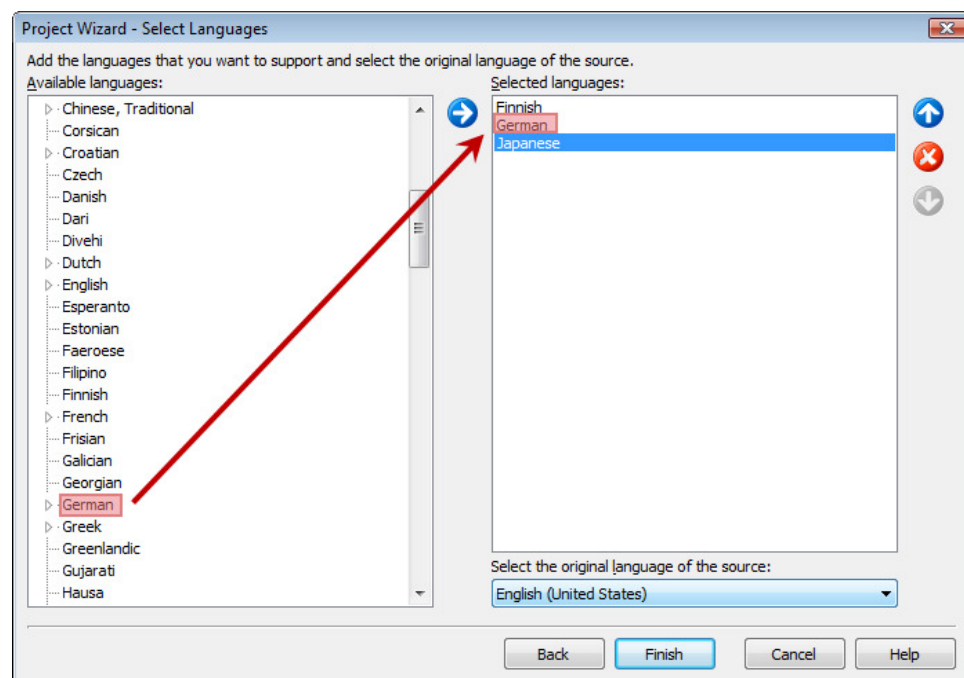 Project Wizard - Select Languages
Add the languages that you want to support and select the original language of the source.
Available languages:
Chinese, Traditional
Corsican
Croatian
Czech
Danish
Dari
Divehi
Dutch
English
Esperanto
Estonian
Faeroese
Filipino
Finnish
French
Frisian
Galician
Georgian
German
Greek
Greenlandic
Gujarati
Hausa
Selected languages:
Finnish
German
Japanese
Select the original language of the source:
English (United States)
Back
Finish
Cancel
Help